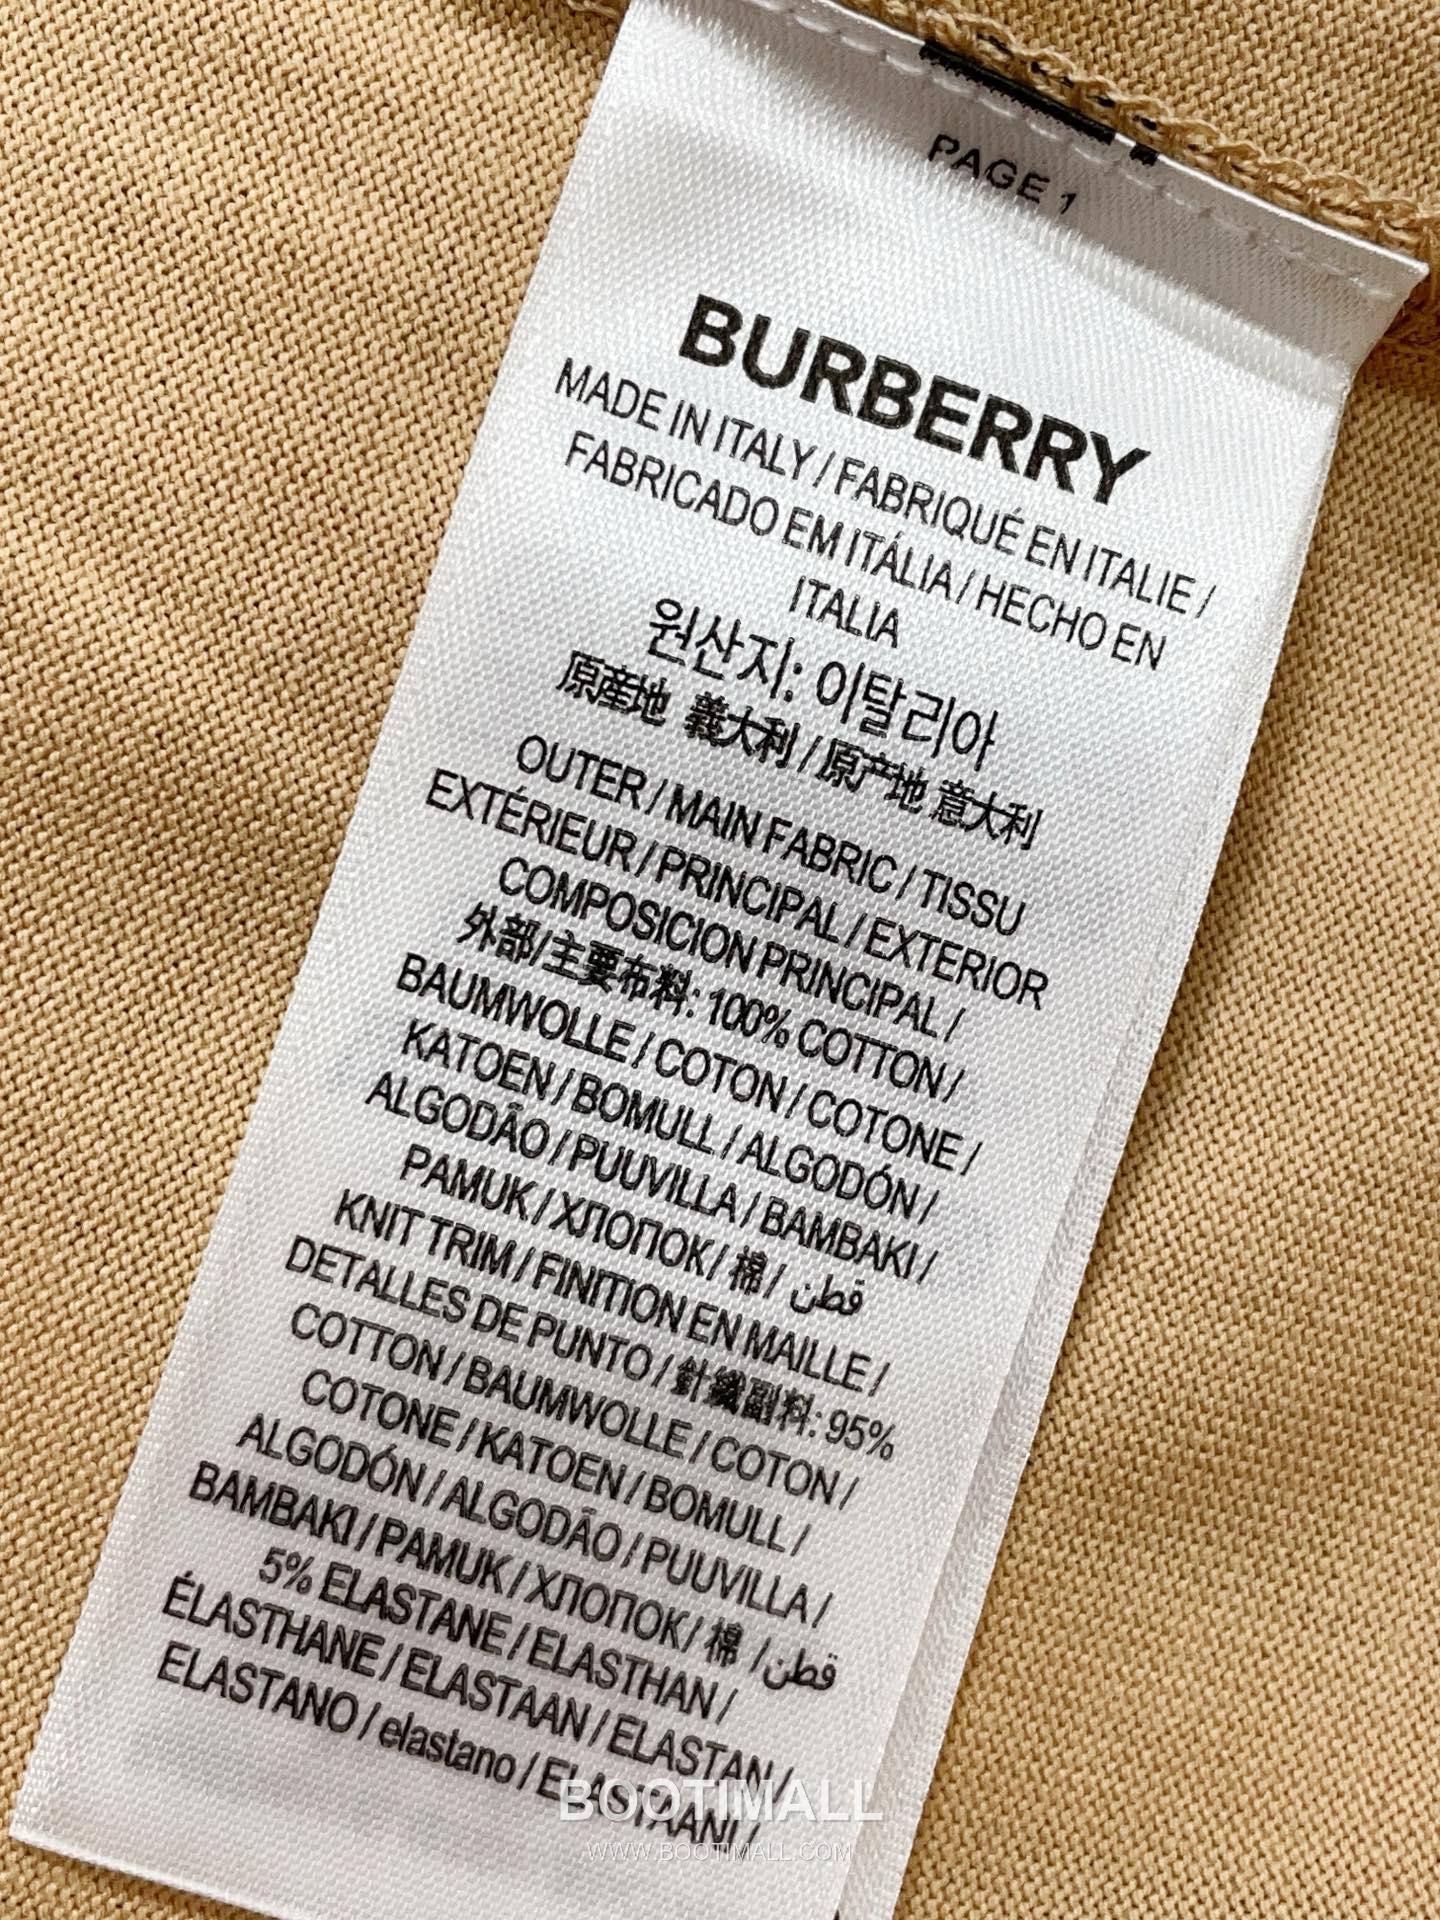 PAGE 1
BURBERRY
MADE IN ITALY / FABRIQUÉ EN ITALIE /
FABRICADO EM ITÁLIA / HECHO EN
ITALIA
원산지: 이탈리아
原産地 義大利 / 原产地 意大利
OUTER / MAIN FABRIC / TISSU
EXTÉRIEUR / PRINCIPAL / EXTERIOR
COMPOSICION PRINCIPAL /
外部/主要布料: 100% COTTON /
BAUMWOLLE / COTON / COTONE /
KATOEN / BOMULL / ALGODÓN /
ALGODÃO / PUUVILLA / BAMBAKI /
PAMUK / ХЛОПОК / 棉 / قطن
KNIT TRIM / FINITION EN MAILLE /
DETALLES DE PUNTO / 針織副料: 95%
COTTON / BAUMWOLLE / COTON /
COTONE / KATOEN / BOMULL /
ALGODÓN / ALGODÃO / PUUVILLA /
BAMBAKI / PAMUK / ХЛОПОК / 棉 / قطن
5% ELASTANE / ELASTHAN /
ÉLASTHANE / ELASTAAN / ELASTAN /
ELASTANO / elastano / ELASTAANI /
BOOTIMALL
WWW.BOOTIMALL.COM